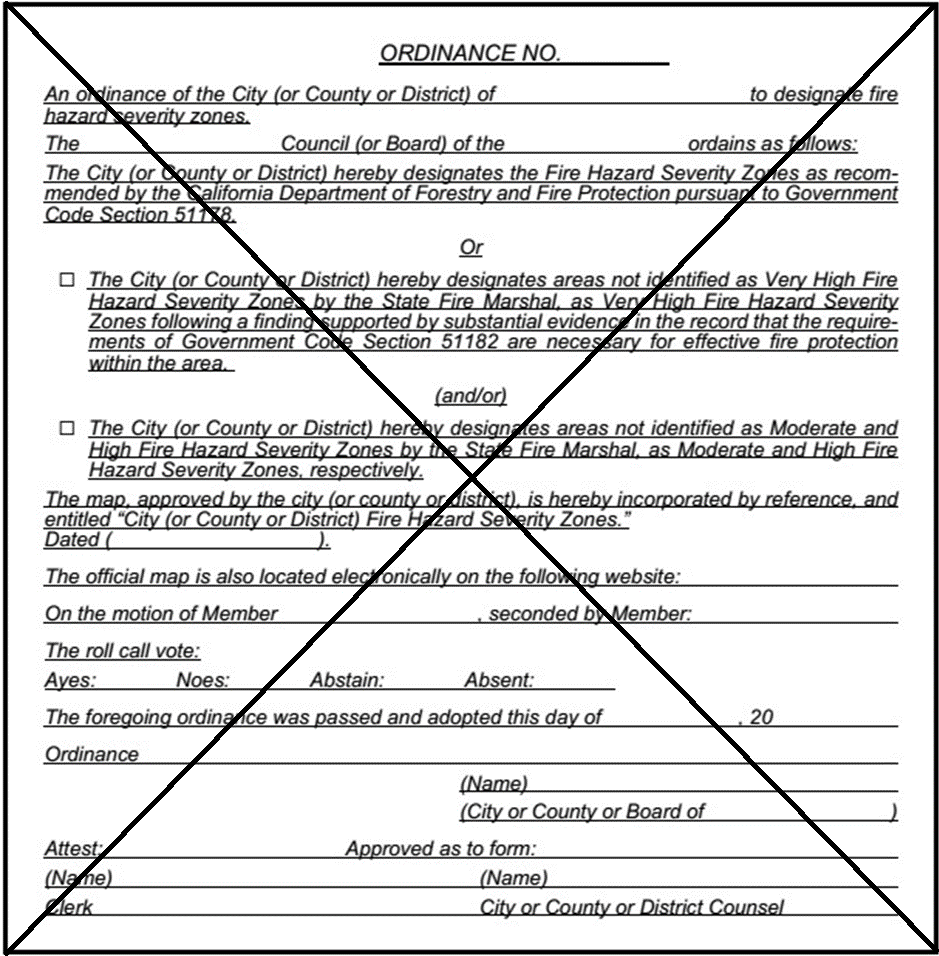 ORDINANCE NO.
An ordinance of the City (or County or District) of to designate fire
hazard severity zones.
The Council (or Board) of the ordains as follows:
The City (or County or District) hereby designates the Fire Hazard Severity Zones as recom-
mended by the California Department of Forestry and Fire Protection pursuant to Government
Code Section 51178.
Or
☐ The City (or County or District) hereby designates areas not identified as Very High Fire
Hazard Severity Zones by the State Fire Marshal, as Very High Fire Hazard Severity
Zones following a finding supported by substantial evidence in the record that the require-
ments of Government Code Section 51182 are necessary for effective fire protection
within the area.
(and/or)
☐ The City (or County or District) hereby designates areas not identified as Moderate and
High Fire Hazard Severity Zones by the State Fire Marshal, as Moderate and High Fire
Hazard Severity Zones, respectively.
The map, approved by the city (or county or district), is hereby incorporated by reference, and
entitled “City (or County or District) Fire Hazard Severity Zones.”
Dated ( ).
The official map is also located electronically on the following website:
On the motion of Member , seconded by Member:
The roll call vote:
Ayes: Noes: Abstain: Absent:
The foregoing ordinance was passed and adopted this day of , 20
Ordinance
(Name)
(City or County or Board of )
Attest: Approved as to form:
(Name) (Name)
Clerk City or County or District Counsel